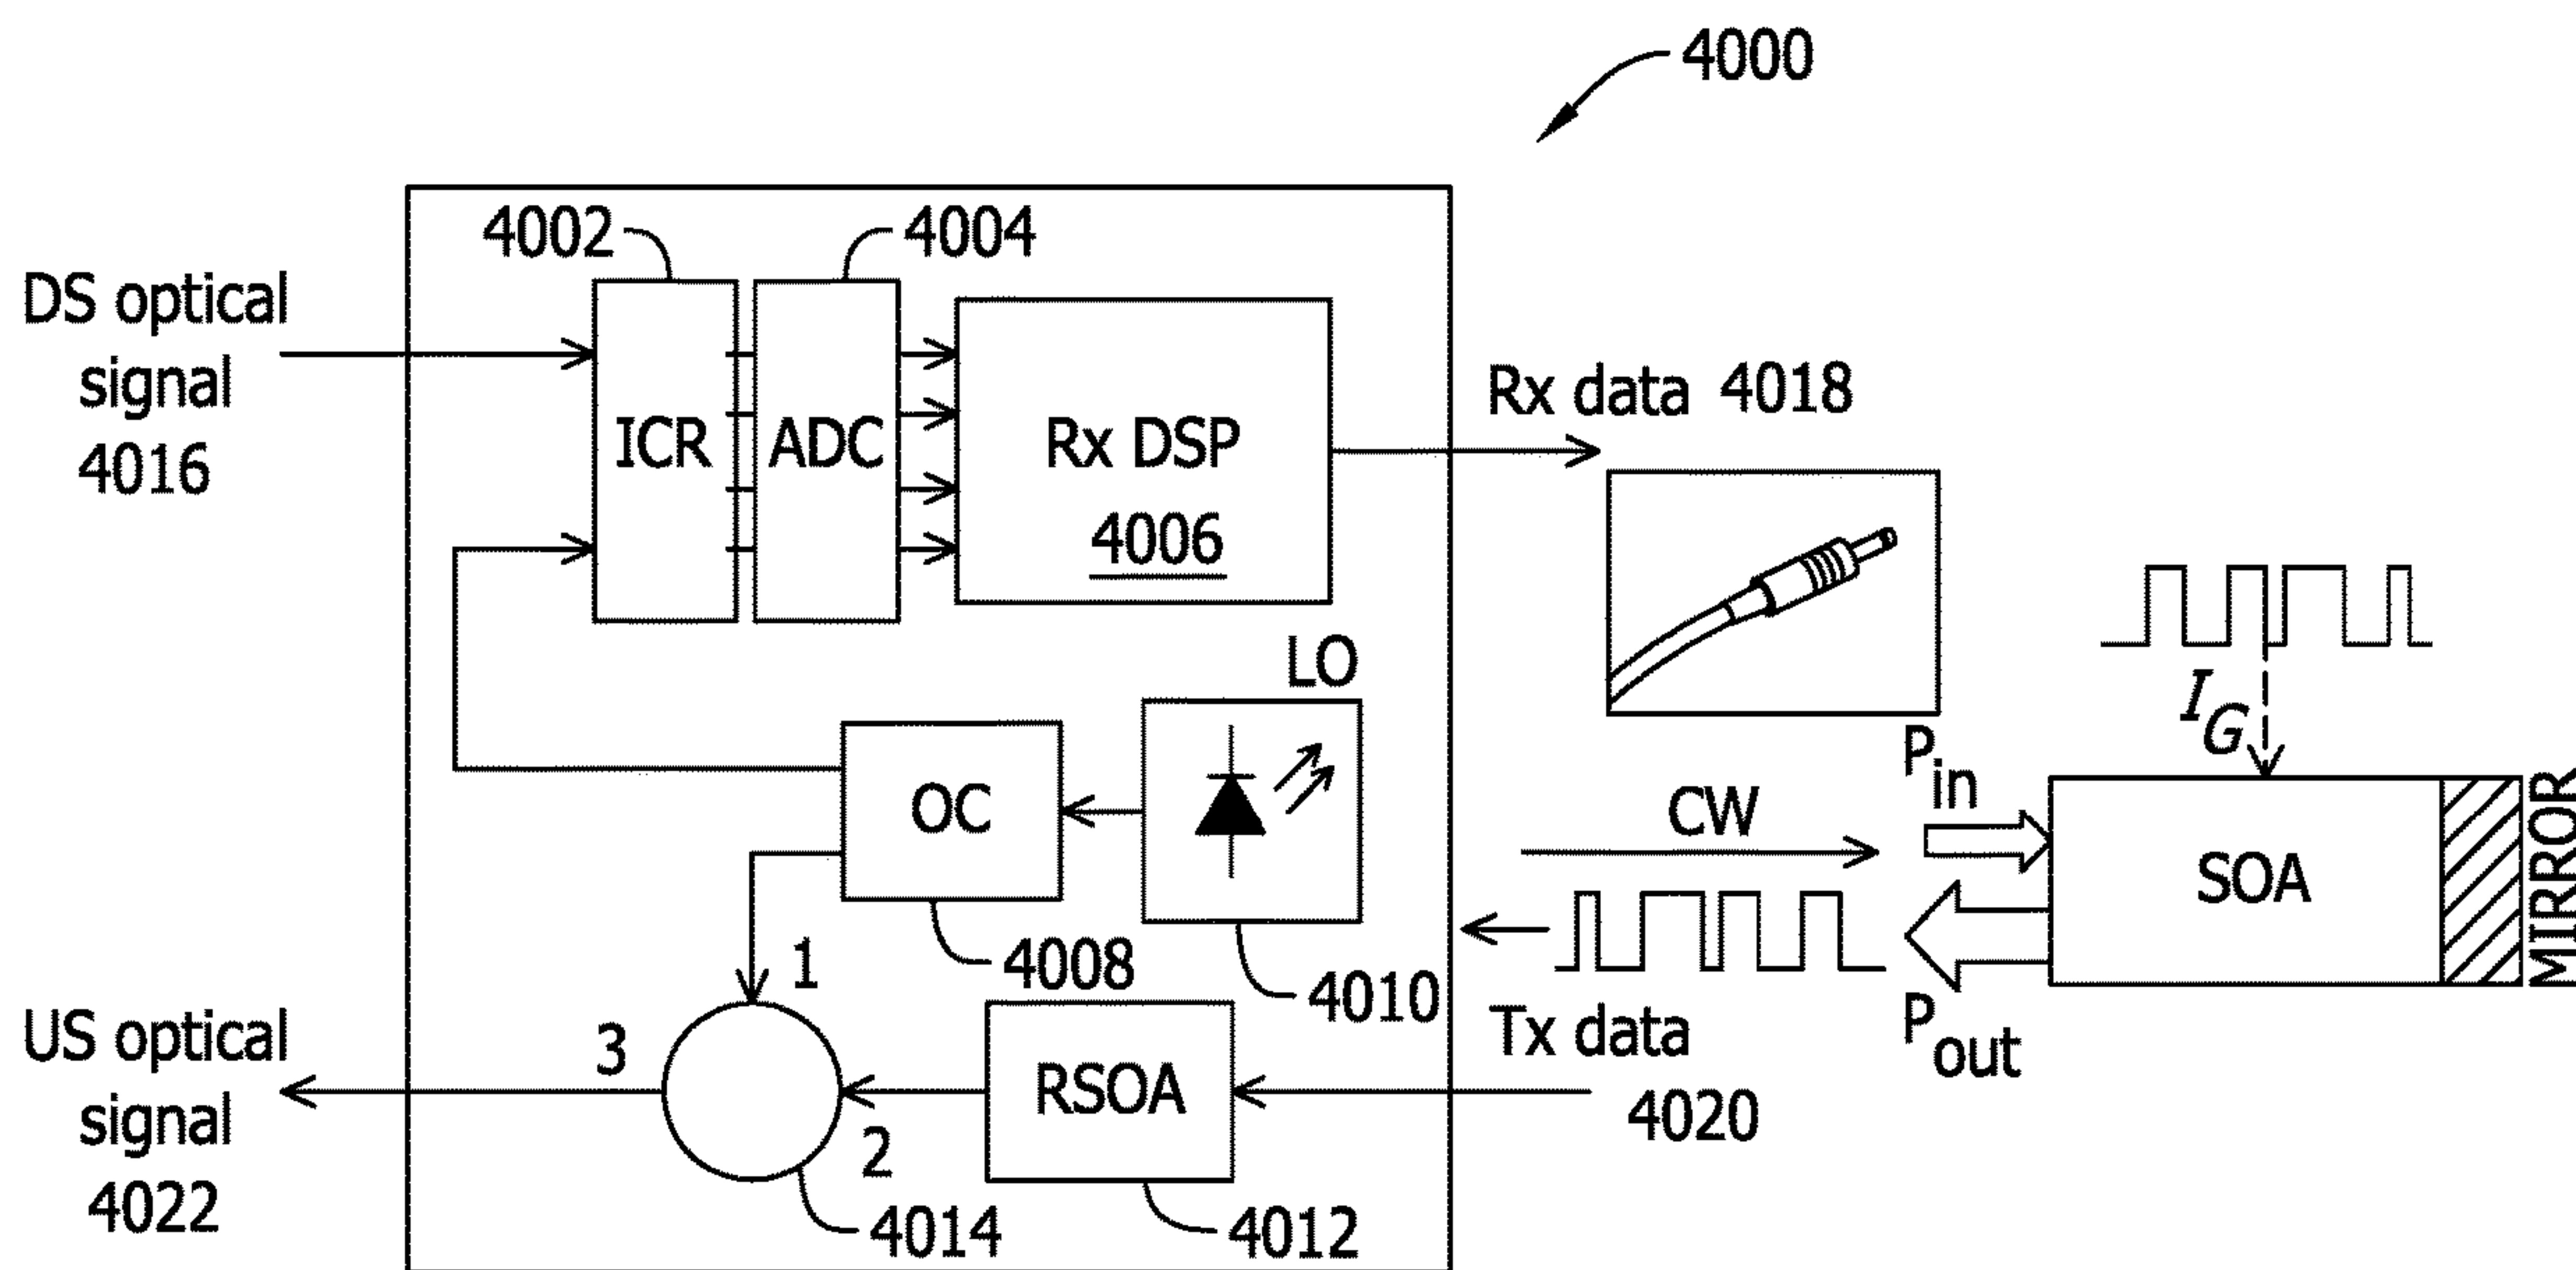 4000
4002
4004
DS optical
signal
4016
ICR
ADC
Rx DSP
4006
Rx data 4018
LO
OC
4008
4010
I_G
P_in
CW
SOA
MIRROR
P_out
1
2
3
US optical
signal
4022
RSOA
Tx data
4020
4014
4012